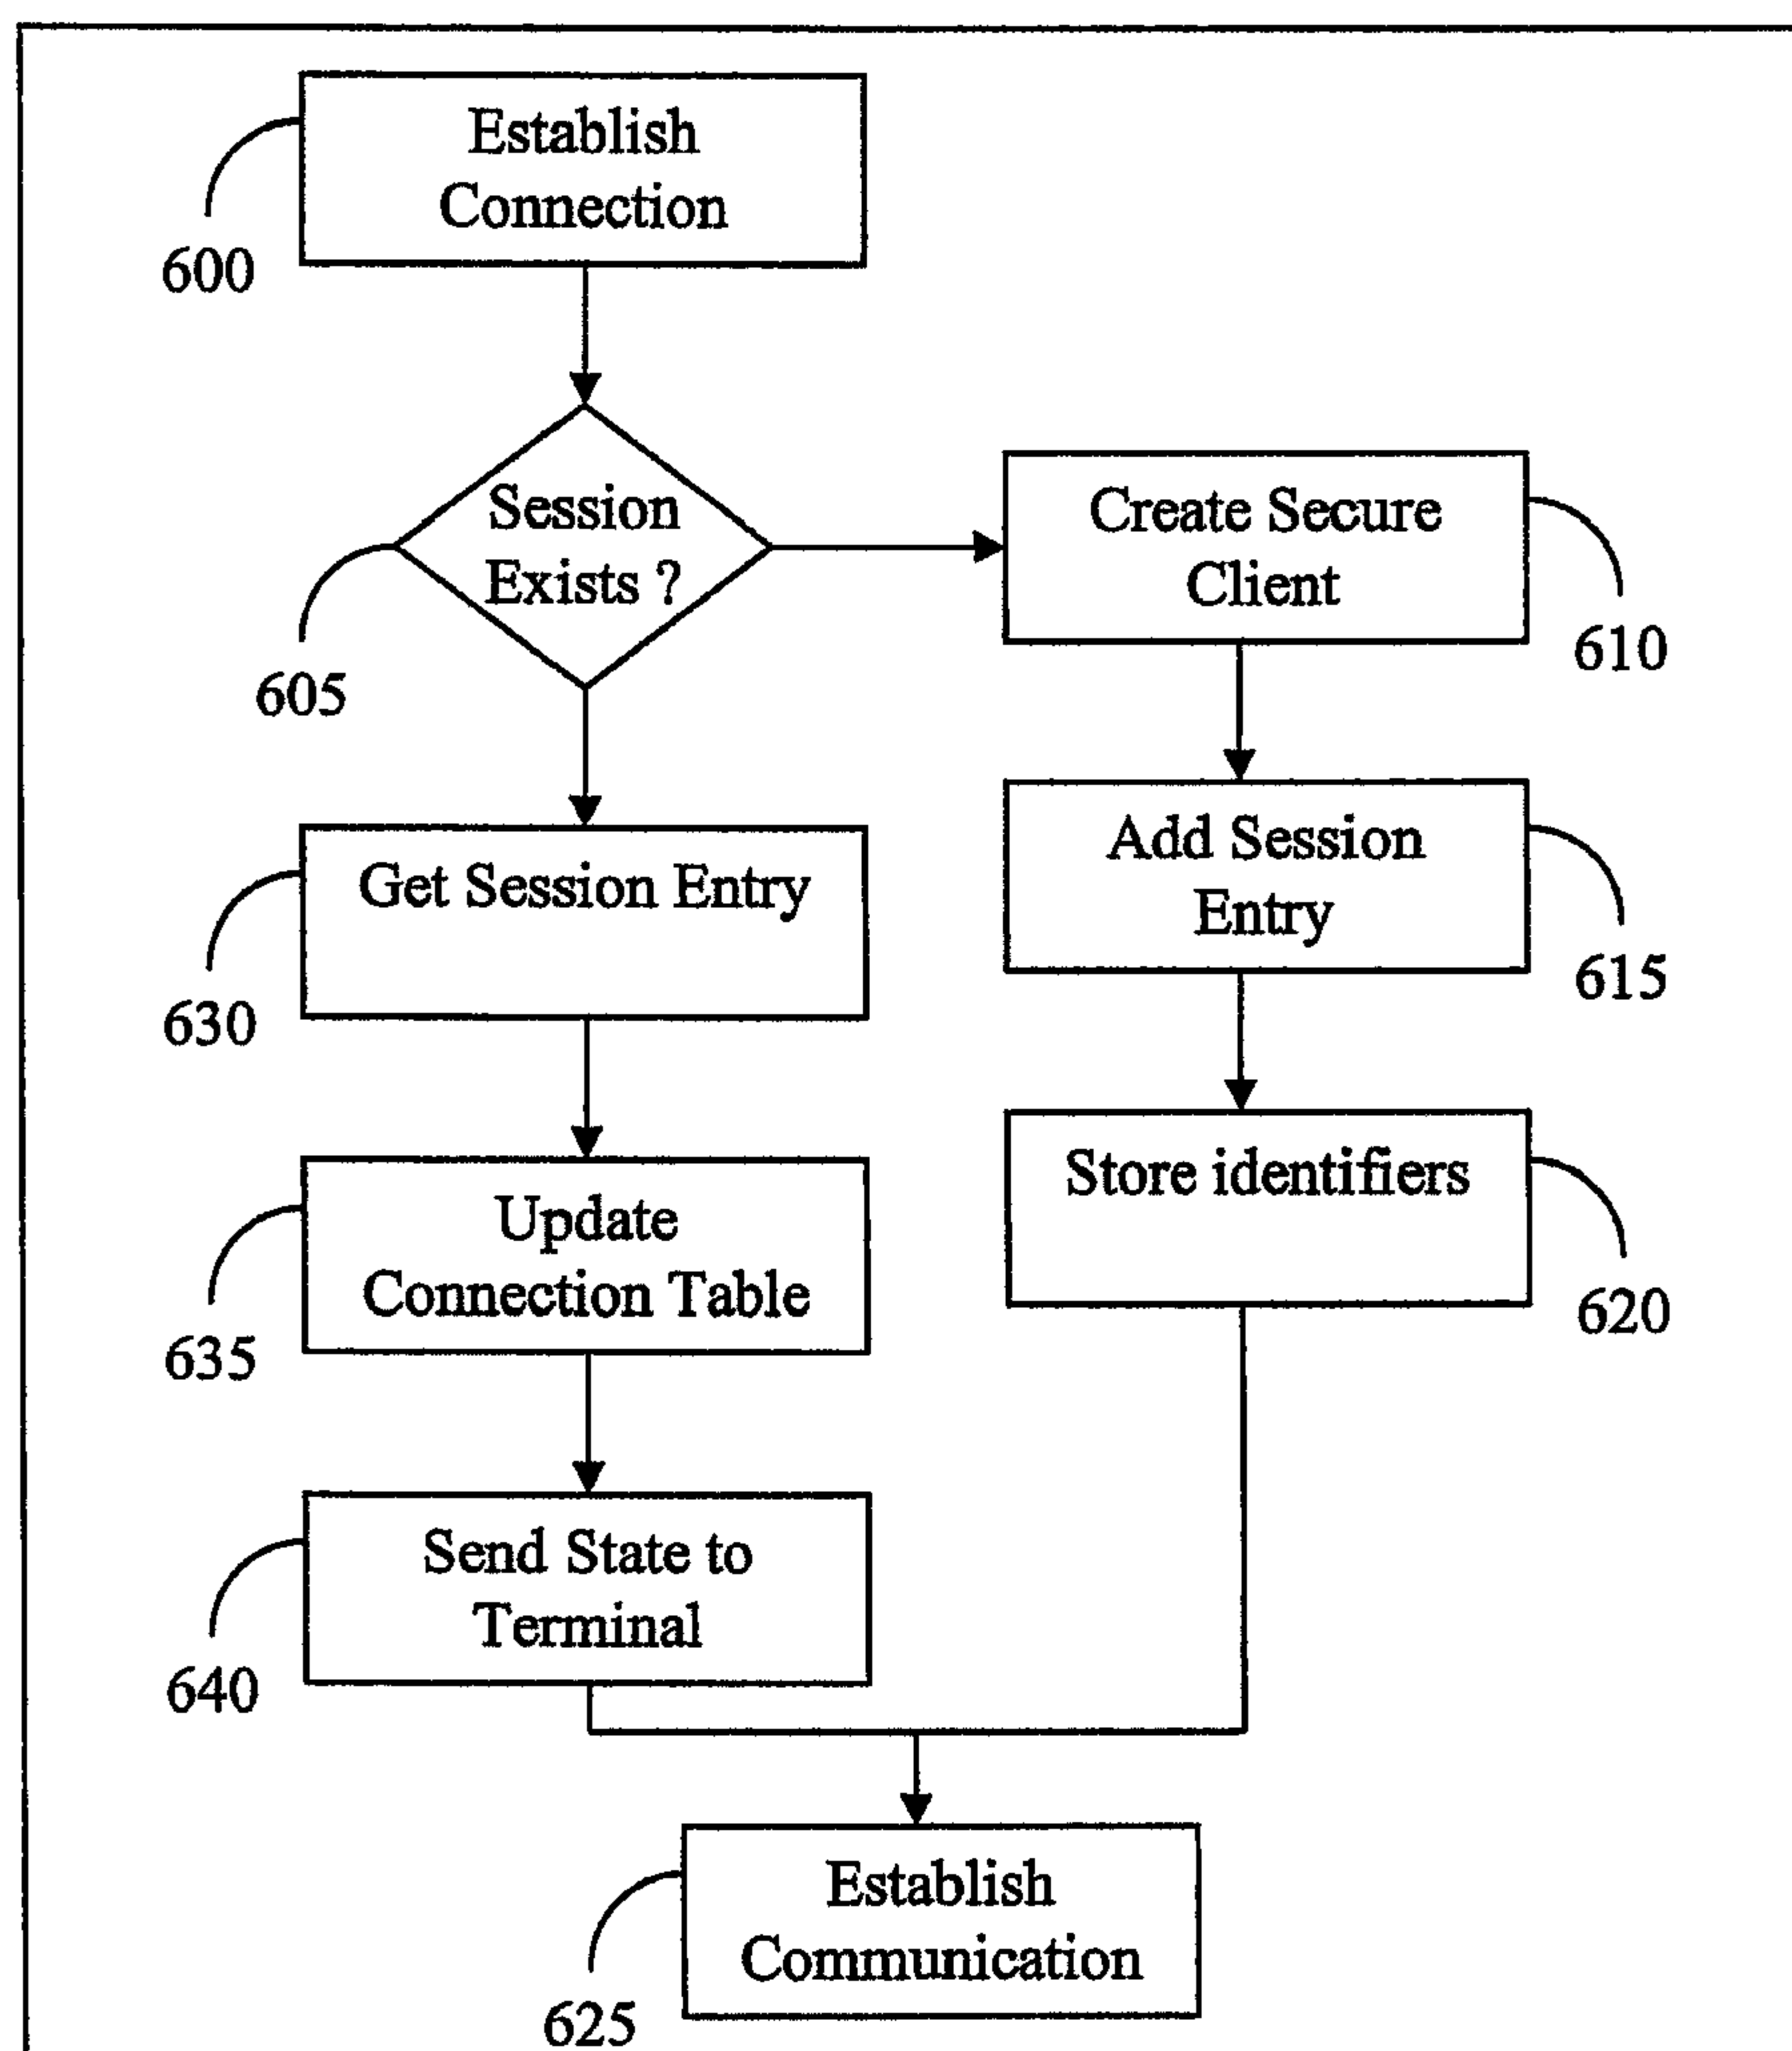 Establish
Connection
600
Session
Exists ?
605
Create Secure
Client
610
Add Session
Entry
615
Store identifiers
620
Get Session Entry
630
Update
Connection Table
635
Send State to
Terminal
640
Establish
Communication
625